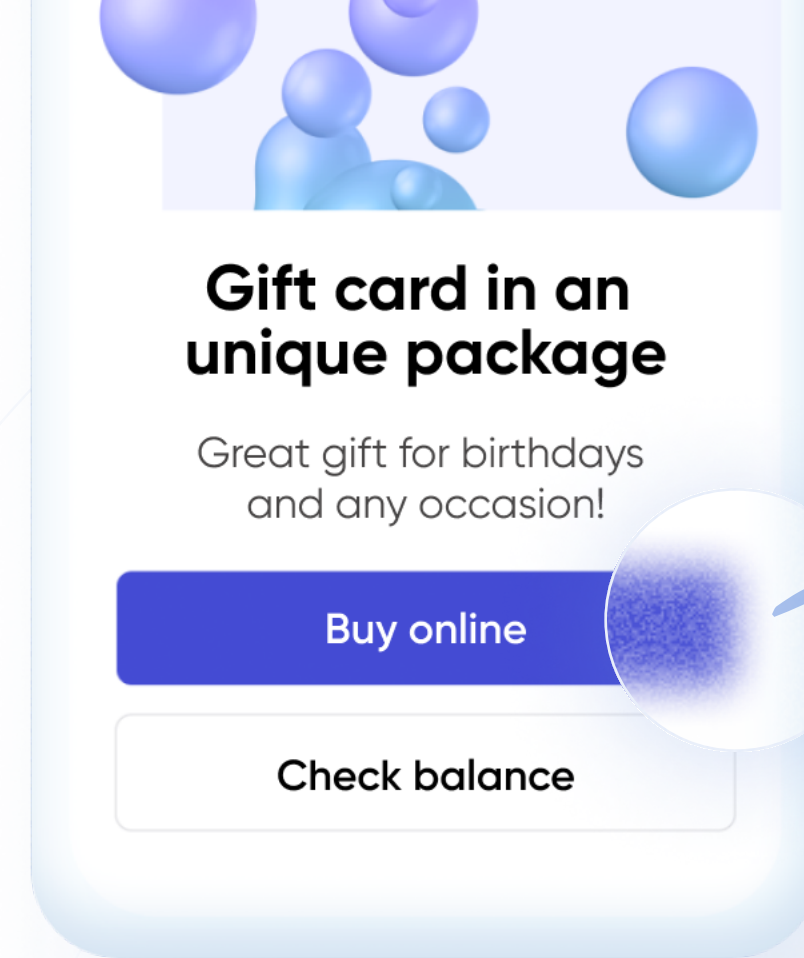 Gift card in an
unique package
Great gift for birthdays
and any occasion!
Buy online
Check balance